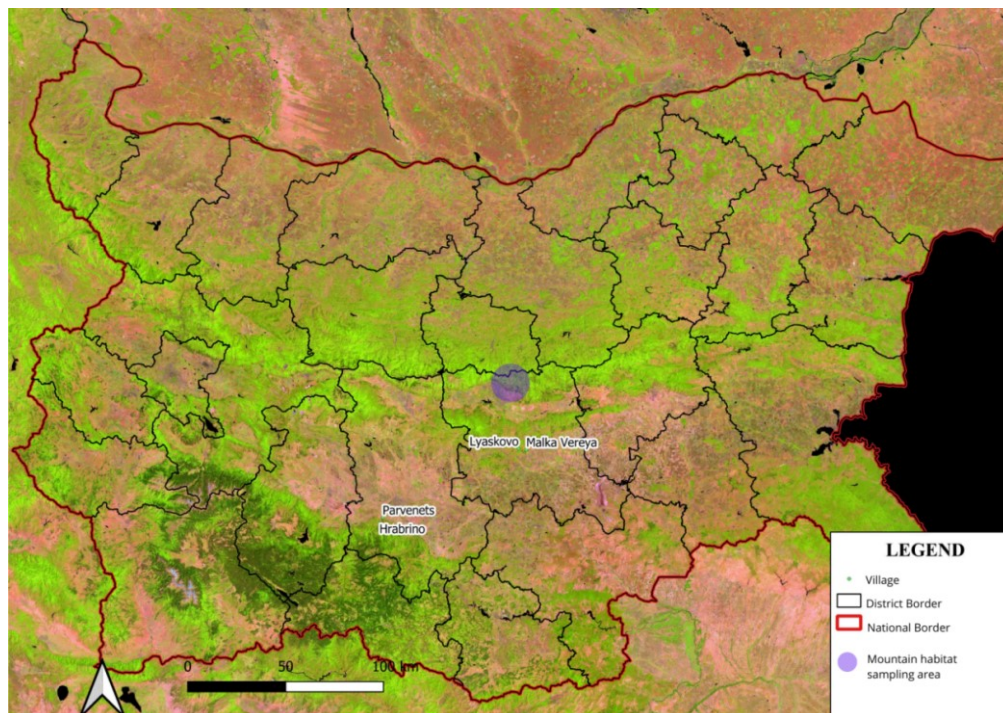 Lyaskovo Malka Vereya
Parvenets
Hrabrino
LEGEND
Village
District Border
National Border
Mountain habitat
sampling area
0 50 100 km